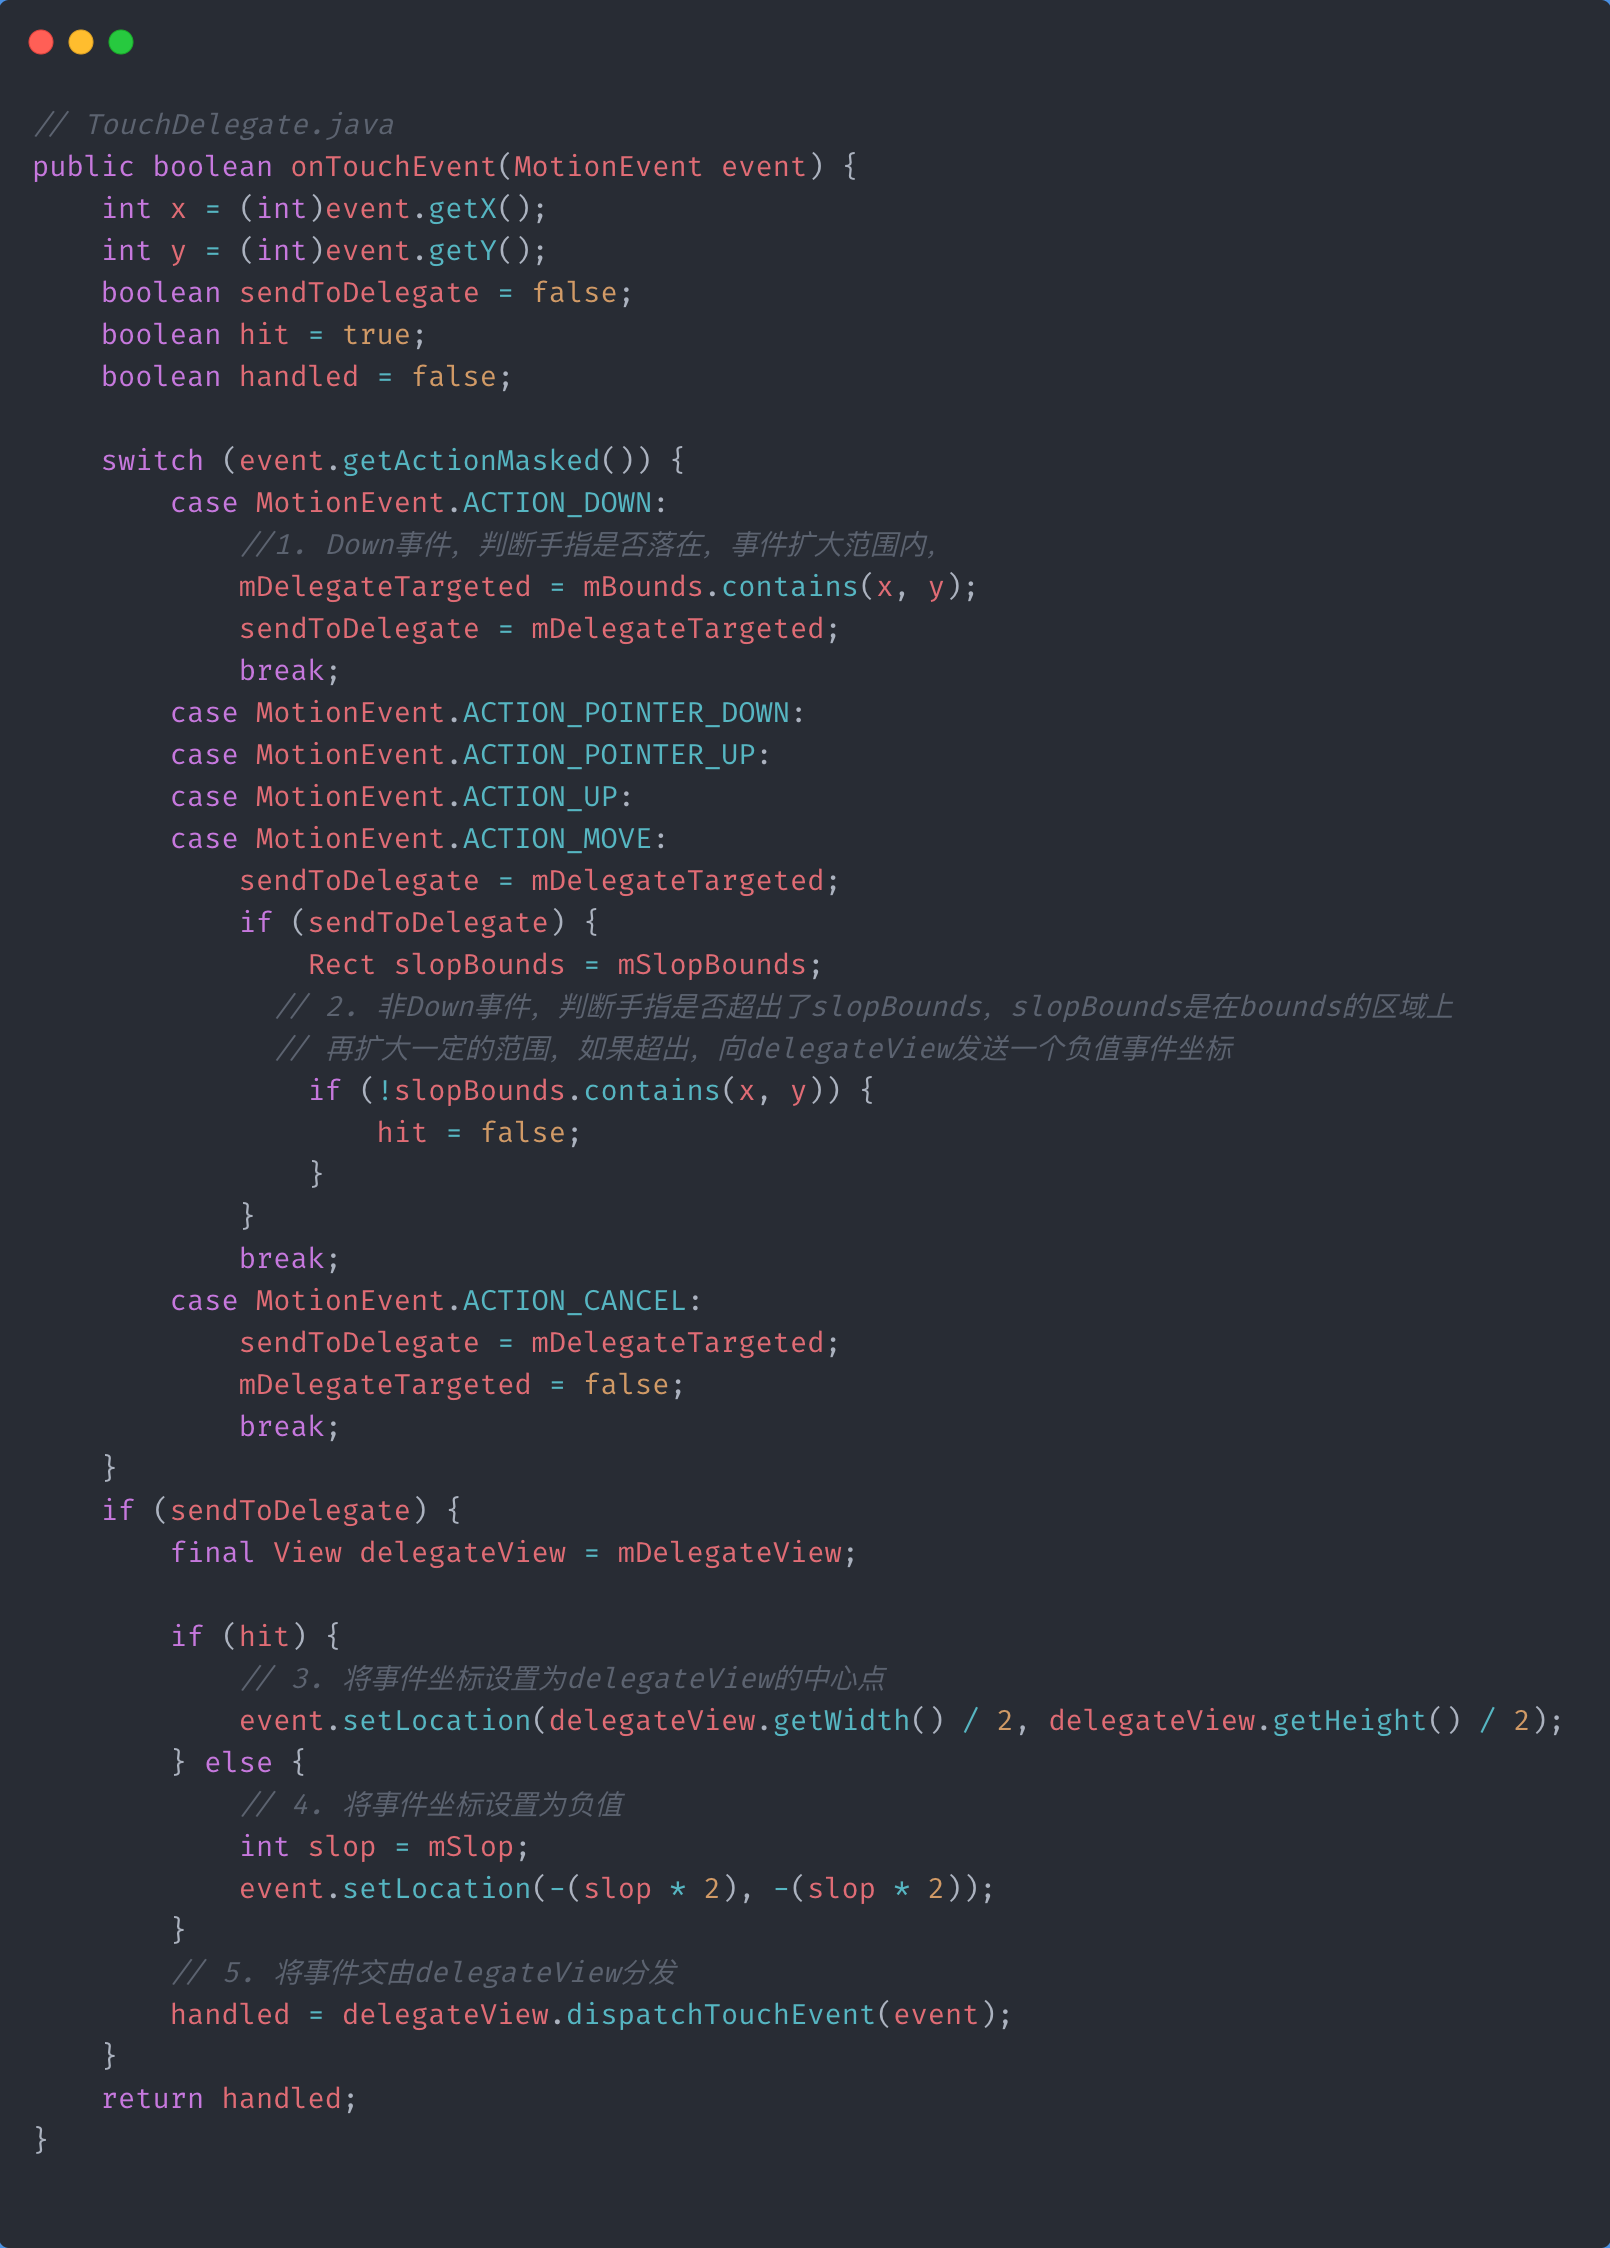 // TouchDelegate.java
public boolean onTouchEvent(MotionEvent event) {
    int x = (int)event.getX();
    int y = (int)event.getY();
    boolean sendToDelegate = false;
    boolean hit = true;
    boolean handled = false;

    switch (event.getActionMasked()) {
        case MotionEvent.ACTION_DOWN:
            //1. Down事件，判断手指是否落在，事件扩大范围内，
            mDelegateTargeted = mBounds.contains(x, y);
            sendToDelegate = mDelegateTargeted;
            break;
        case MotionEvent.ACTION_POINTER_DOWN:
        case MotionEvent.ACTION_POINTER_UP:
        case MotionEvent.ACTION_UP:
        case MotionEvent.ACTION_MOVE:
            sendToDelegate = mDelegateTargeted;
            if (sendToDelegate) {
                Rect slopBounds = mSlopBounds;
              // 2. 非Down事件，判断手指是否超出了slopBounds，slopBounds是在bounds的区域上
              // 再扩大一定的范围，如果超出，向delegateView发送一个负值事件坐标
                if (!slopBounds.contains(x, y)) {
                    hit = false;
                }
            }
            break;
        case MotionEvent.ACTION_CANCEL:
            sendToDelegate = mDelegateTargeted;
            mDelegateTargeted = false;
            break;
    }
    if (sendToDelegate) {
        final View delegateView = mDelegateView;

        if (hit) {
            // 3. 将事件坐标设置为delegateView的中心点
            event.setLocation(delegateView.getWidth() / 2, delegateView.getHeight() / 2);
        } else {
            // 4. 将事件坐标设置为负值
            int slop = mSlop;
            event.setLocation(-(slop * 2), -(slop * 2));
        }
        // 5. 将事件交由delegateView分发
        handled = delegateView.dispatchTouchEvent(event);
    }
    return handled;
}